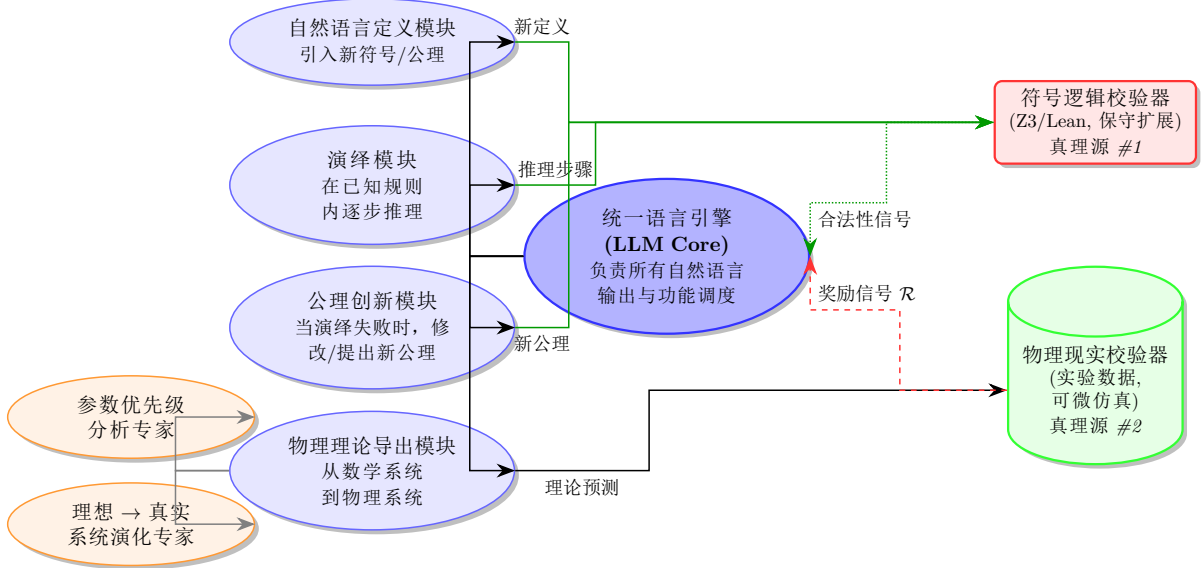 自然语言定义模块
引入新符号/公理
新定义
符号逻辑校验器
(Z3/Lean, 保守扩展)
真理源 #1
演绎模块
在已知规则
内逐步推理
推理步骤
统一语言引擎
(LLM Core)
负责所有自然语言
输出与功能调度
合法性信号
奖励信号 R
公理创新模块
当演绎失败时，修
改/提出新公理
新公理
物理现实校验器
(实验数据,
可微仿真)
真理源 #2
参数优先级
分析专家
物理理论导出模块
从数学系统
到物理系统
理论预测
理想 → 真实
系统演化专家